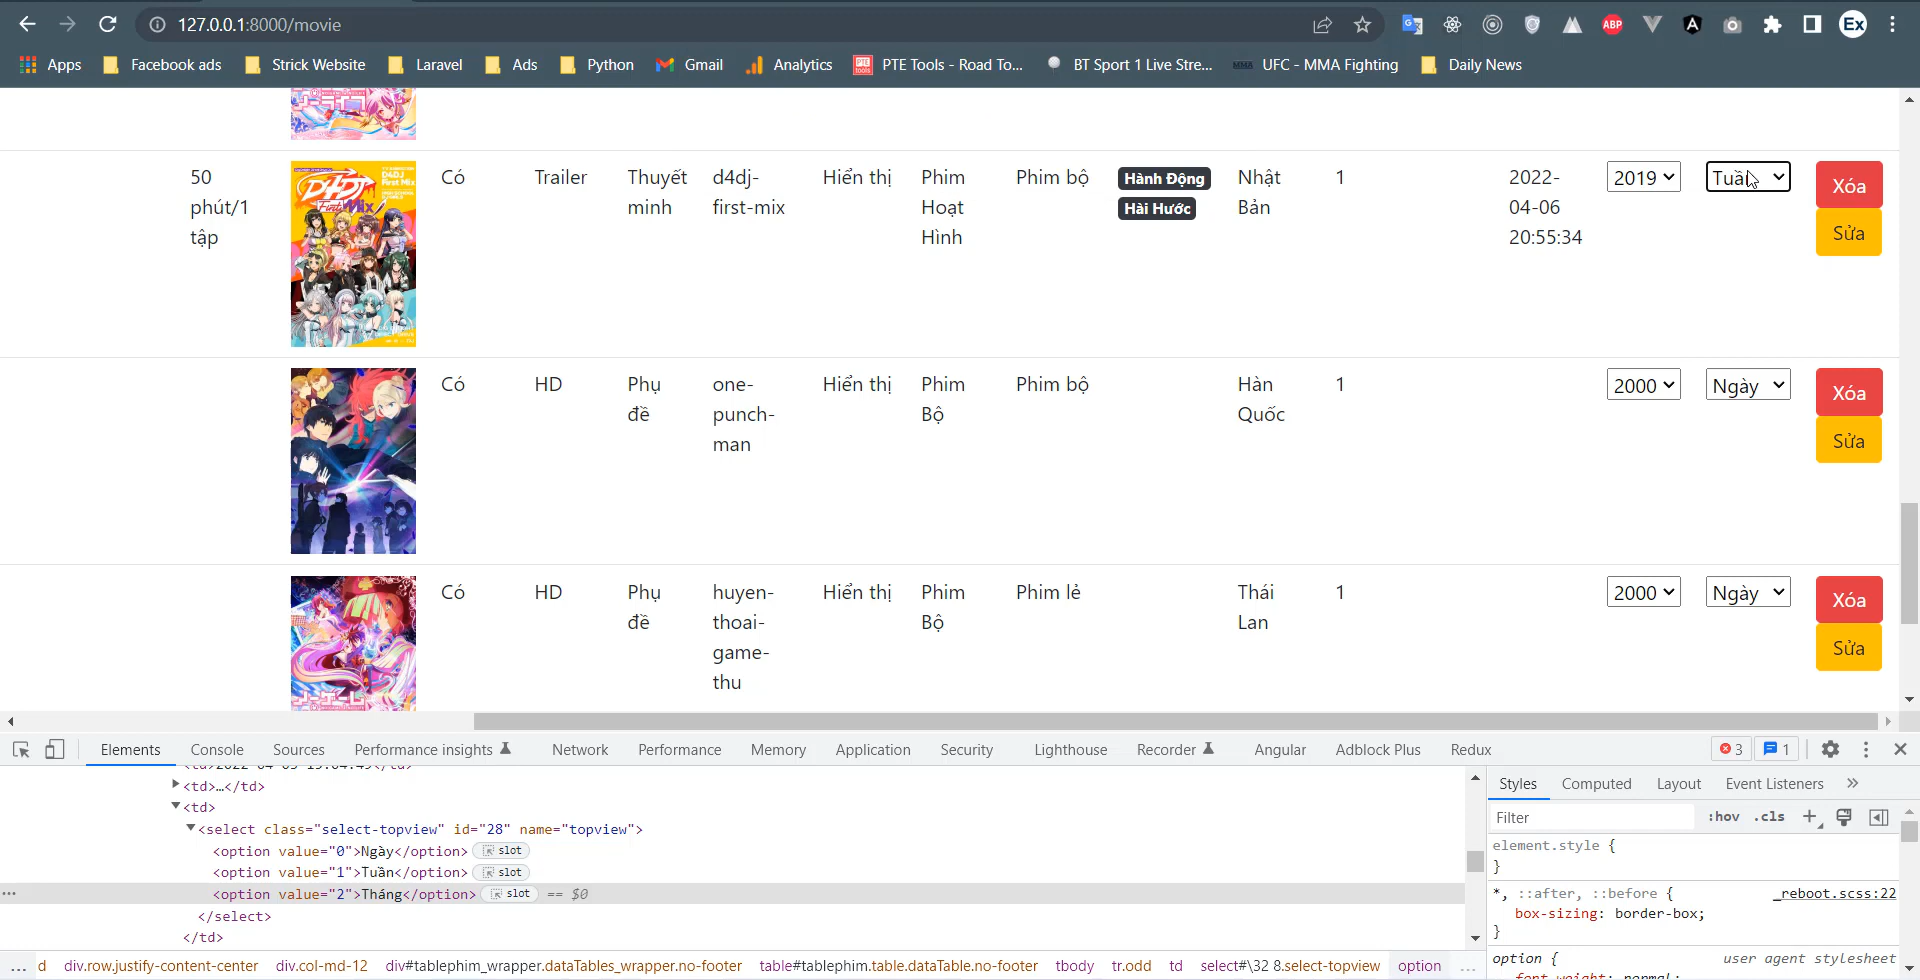 127.0.0.1:8000/movie
ABP
Ex
Apps Facebook ads Strick Website Laravel Ads Python Gmail Analytics PTE Tools - Road To... BT Sport 1 Live Stre... UFC - MMA Fighting Daily News
50 phút/1 tập
D4DJ First Mix
Có
Trailer
Thuyết minh
d4dj-first-mix
Hiển thị
Phim Hoạt Hình
Phim bộ
Hành Động
Hài Hước
Nhật Bản
1
2022-04-06 20:55:34
2019
Tuần
Xóa
Sửa
Có
HD
Phụ đề
one-punch-man
Hiển thị
Phim Bộ
Phim bộ
Hàn Quốc
1
2000
Ngày
Xóa
Sửa
Có
HD
Phụ đề
huyen-thoai-game-thu
Hiển thị
Phim Bộ
Phim lẻ
Thái Lan
1
2000
Ngày
Xóa
Sửa
Elements Console Sources Performance insights Network Performance Memory Application Security Lighthouse Recorder Angular Adblock Plus Redux 3 1
<td>…</td>
<td>
<select class="select-topview" id="28" name="topview">
<option value="0">Ngày</option> slot
<option value="1">Tuần</option> slot
<option value="2">Tháng</option> slot == $0
</select>
</td>
... d div.row.justify-content-center div.col-md-12 div#tablephim_wrapper.dataTables_wrapper.no-footer table#tablephim.table.dataTable.no-footer tbody tr.odd td select#\32 8.select-topview option ...
Styles Computed Layout Event Listeners
Filter :hov .cls
element.style {
}
*, ::after, ::before { _reboot.scss:22
box-sizing: border-box;
}
option { user agent stylesheet